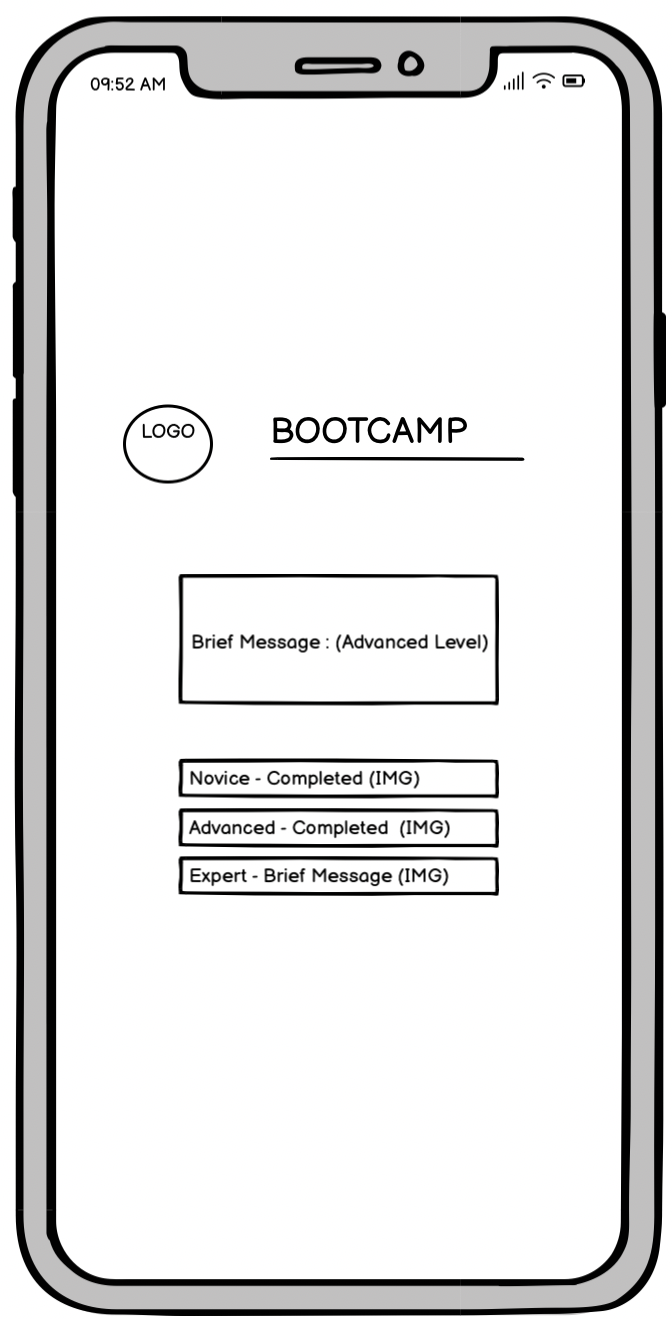 09:52 AM
LOGO
BOOTCAMP
Brief Message : (Advanced Level)
Novice - Completed (IMG)
Advanced - Completed (IMG)
Expert - Brief Message (IMG)